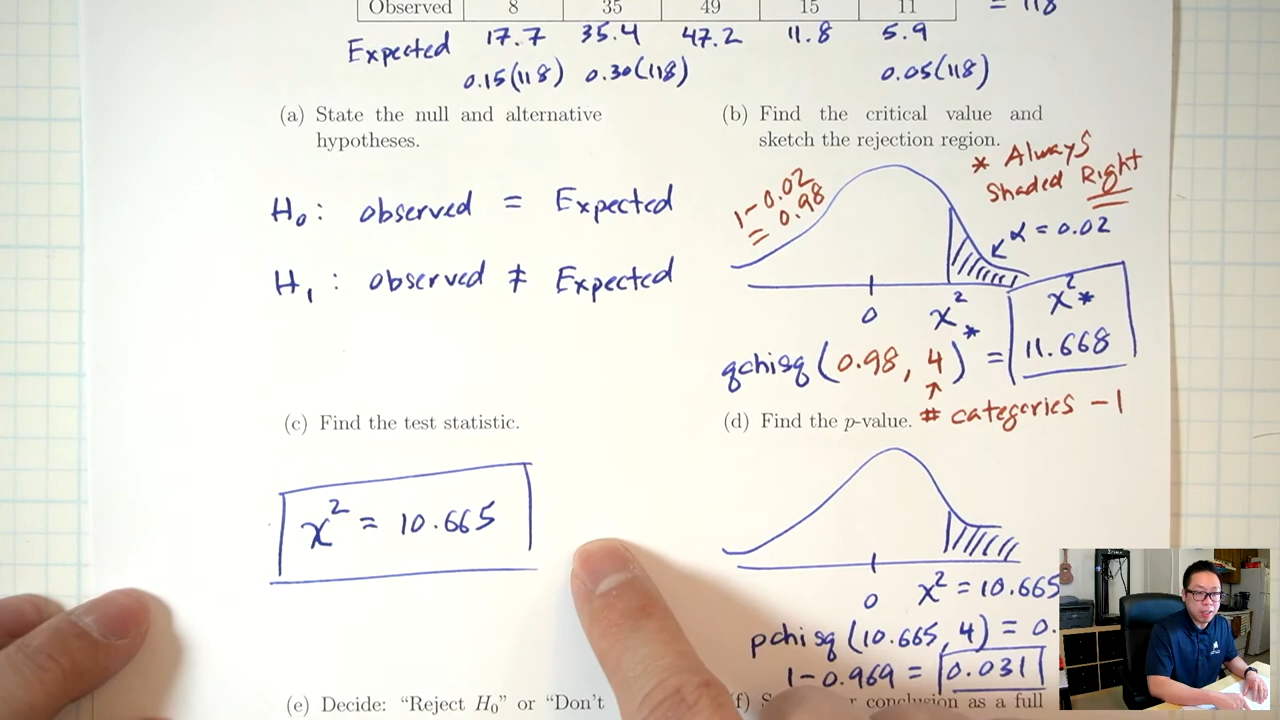 Observed 8 35 49 15 11 = 118
Expected 17.7 35.4 47.2 11.8 5.9
0.15(118) 0.30(118) 0.05(118)
(a) State the null and alternative
hypotheses.
H₀: observed = Expected
H₁: observed ≠ Expected
(b) Find the critical value and
sketch the rejection region.
* Always
Shaded Right
1-0.02
= 0.98
α = 0.02
0 x²*
x²*
11.668
qchisq(0.98, 4) =
↑
# categories -1
(c) Find the test statistic.
x² = 10.665
(d) Find the p-value.
0 x² = 10.665
pchisq(10.665, 4) = 0.
1-0.969 = 0.031
(e) Decide: “Reject H₀” or “Don’t
conclusion as a full